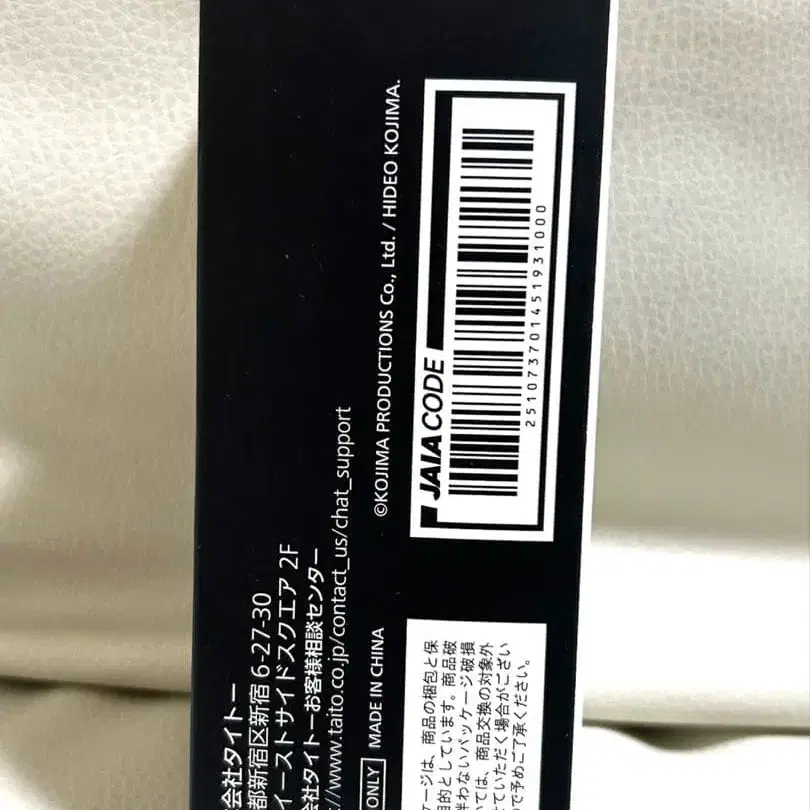 会社タイトー
都新宿区新宿 6-27-30
イーストサイドスクエア 2F
会社タイトーお客様相談センター
://www.taito.co.jp/contact_us/chat_support
ONLY MADE IN CHINA
©KOJIMA PRODUCTIONS Co., Ltd. / HIDEO KOJIMA.
JAIA CODE
251073701451931000
ケージは、商品の梱包と保
目的としています。商品破
伴わないパッケージ破損
ては、商品交換の対象外
せていただく場合がござい
で予めご了承ください。